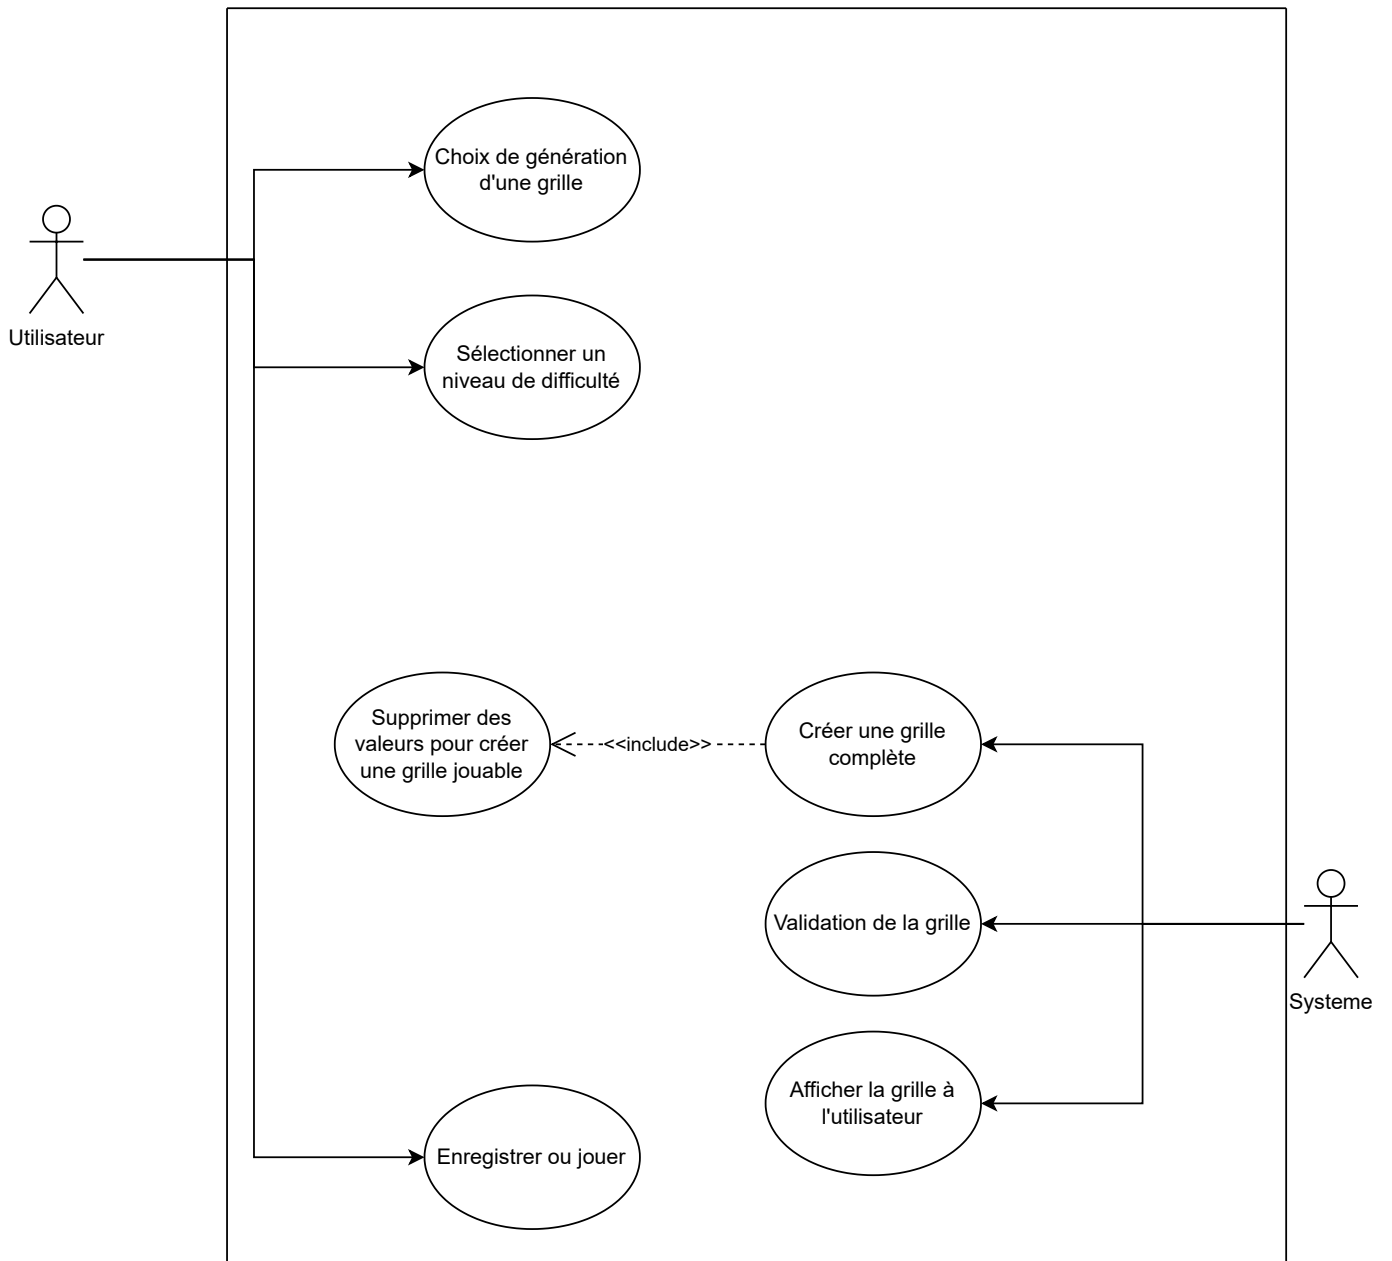 Choix de génération
d'une grille
Utilisateur
Sélectionner un
niveau de difficulté
Supprimer des
valeurs pour créer
une grille jouable
<<include>>
Créer une grille
complète
Validation de la grille
Systeme
Afficher la grille à
l'utilisateur
Enregistrer ou jouer